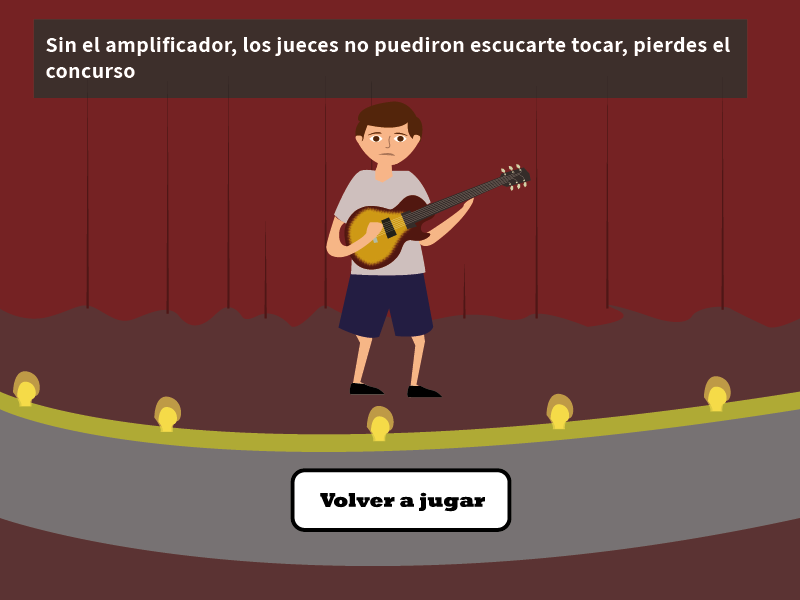 Sin el amplificador, los jueces no puediron escucarte tocar, pierdes el
concurso
Volver a jugar